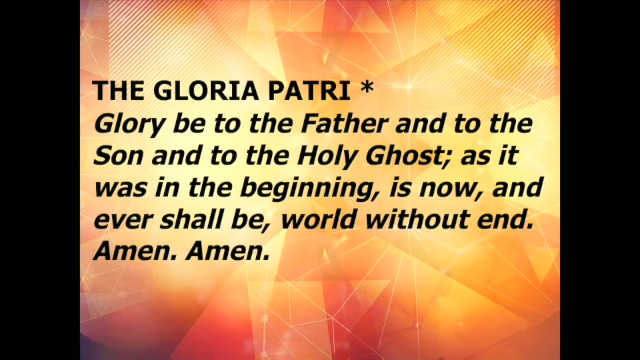 THE GLORIA PATRI *
Glory be to the Father and to the
Son and to the Holy Ghost; as it
was in the beginning, is now, and
ever shall be, world without end.
Amen. Amen.